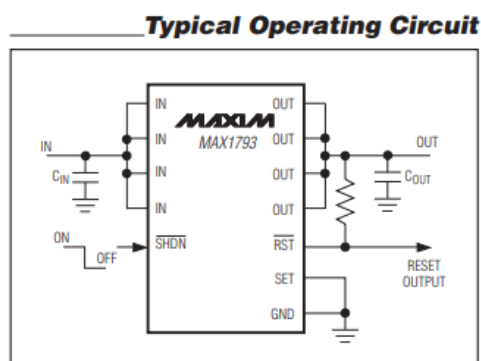 Typical Operating Circuit
IN
OUT
MAXIM
IN
OUT
MAX1793
IN
OUT
CIN
IN
OUT
COUT
IN
OUT
ON
OFF
SHDN
RST
RESET
OUTPUT
SET
GND